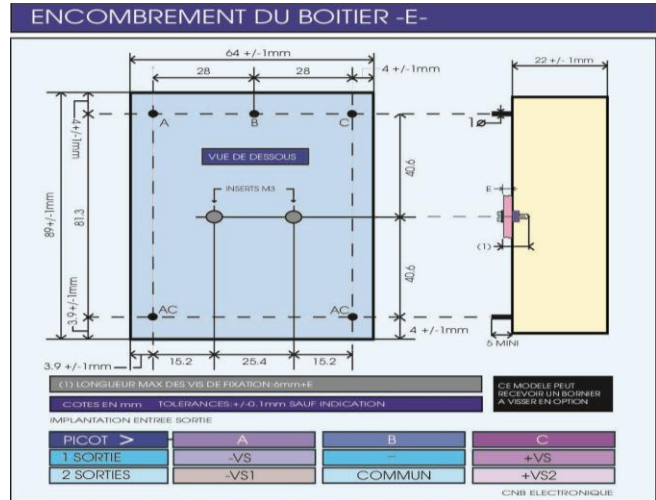 ENCOMBREMENT DU BOITIER -E-
64 +/-1mm
28
28
4 +/-1mm
22 +/- 1mm
4+/-1mm
A
B
C
1ø
VUE DE DESSOUS
40.6
89+/-1mm
81.3
INSERTS M3
E
(1)
40.6
3.9+/-1mm
AC
AC
4 +/-1mm
5 MINI
3.9 +/-1mm
15.2
25.4
15.2
(1) LONGUEUR MAX DES VIS DE FIXATION:6mm+E
COTES EN mm TOLERANCES:+/-0.1mm SAUF INDICATION
CE MODELE PEUT
RECEVOIR UN BORNIER
A VISSER EN OPTION
IMPLANTATION ENTREE SORTIE
PICOT > A B C
1 SORTIE -VS - +VS
2 SORTIES -VS1 COMMUN +VS2
CNB ELECTRONIQUE